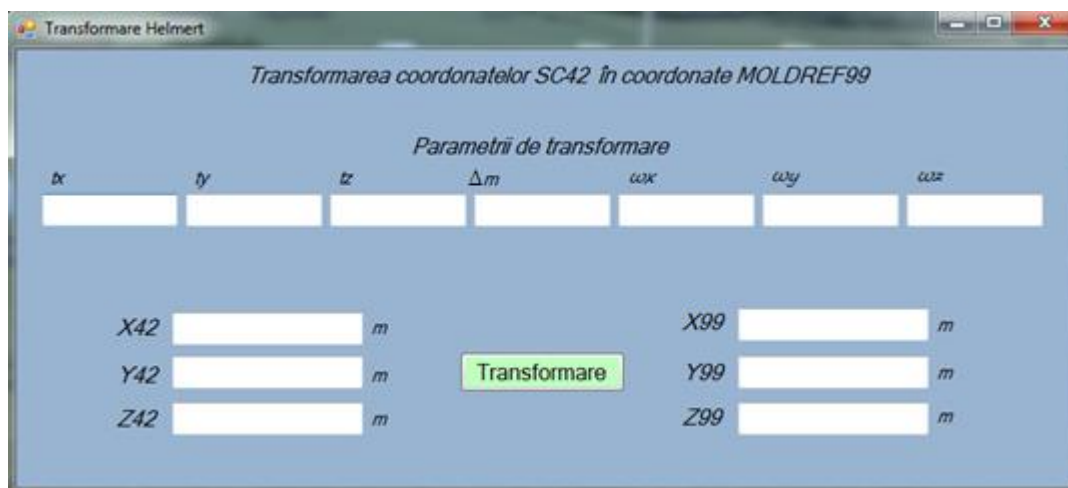 Transformare Helmert
Transformarea coordonatelor SC42 în coordonate MOLDREF99
Parametrii de transformare
tx ty tz Δm ωx ωy ωz
X42 m X99 m
Y42 m Transformare Y99 m
Z42 m Z99 m